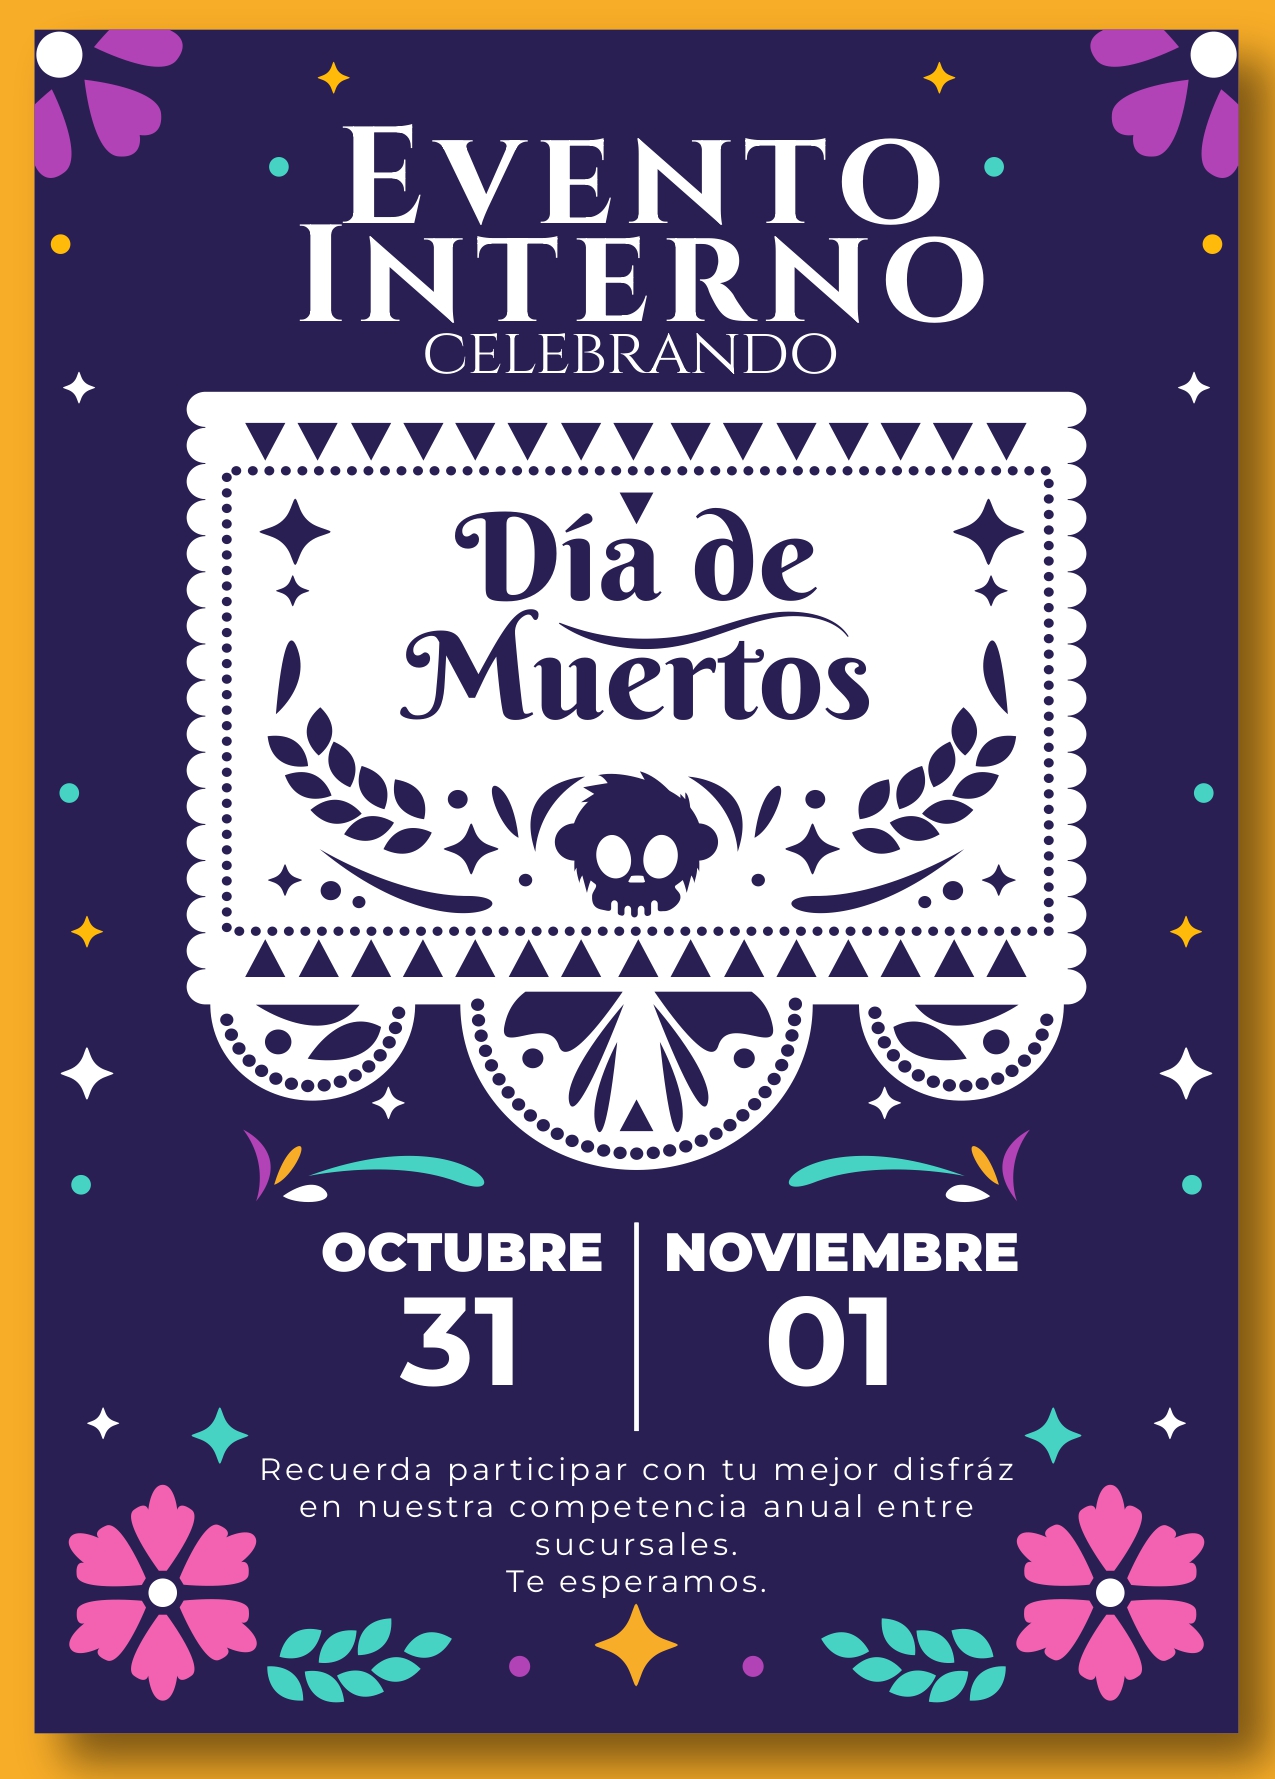 EVENTO
INTERNO
CELEBRANDO
Día de
Muertos
OCTUBRE
31
NOVIEMBRE
01
Recuerda participar con tu mejor disfráz
en nuestra competencia anual entre
sucursales.
Te esperamos.